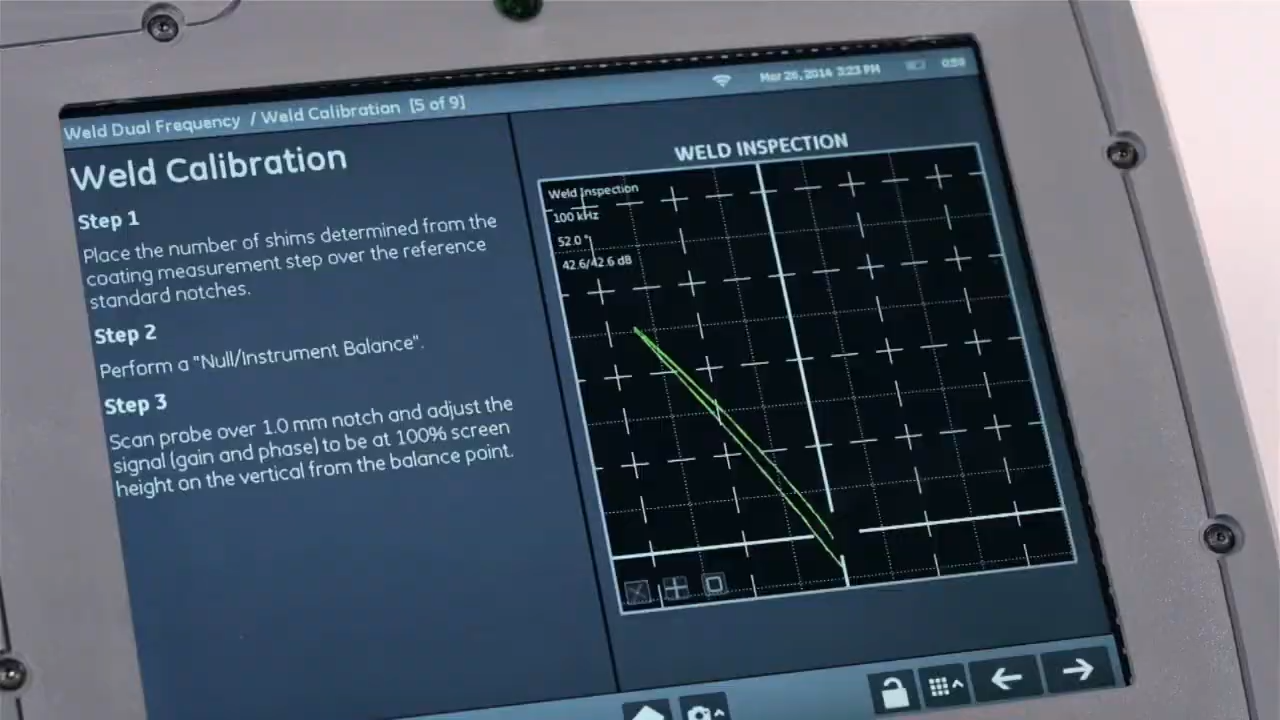 Weld Dual Frequency / Weld Calibration [5 of 9]
Mar 26, 2014 3:23 PM
0:59
Weld Calibration
Step 1
Place the number of shims determined from the
coating measurement step over the reference
standard notches.
Step 2
Perform a "Null/Instrument Balance".
Step 3
Scan probe over 1.0 mm notch and adjust the
signal (gain and phase) to be at 100% screen
height on the vertical from the balance point.
WELD INSPECTION
Weld Inspection
100 kHz
52.0 °
42.6/42.6 dB